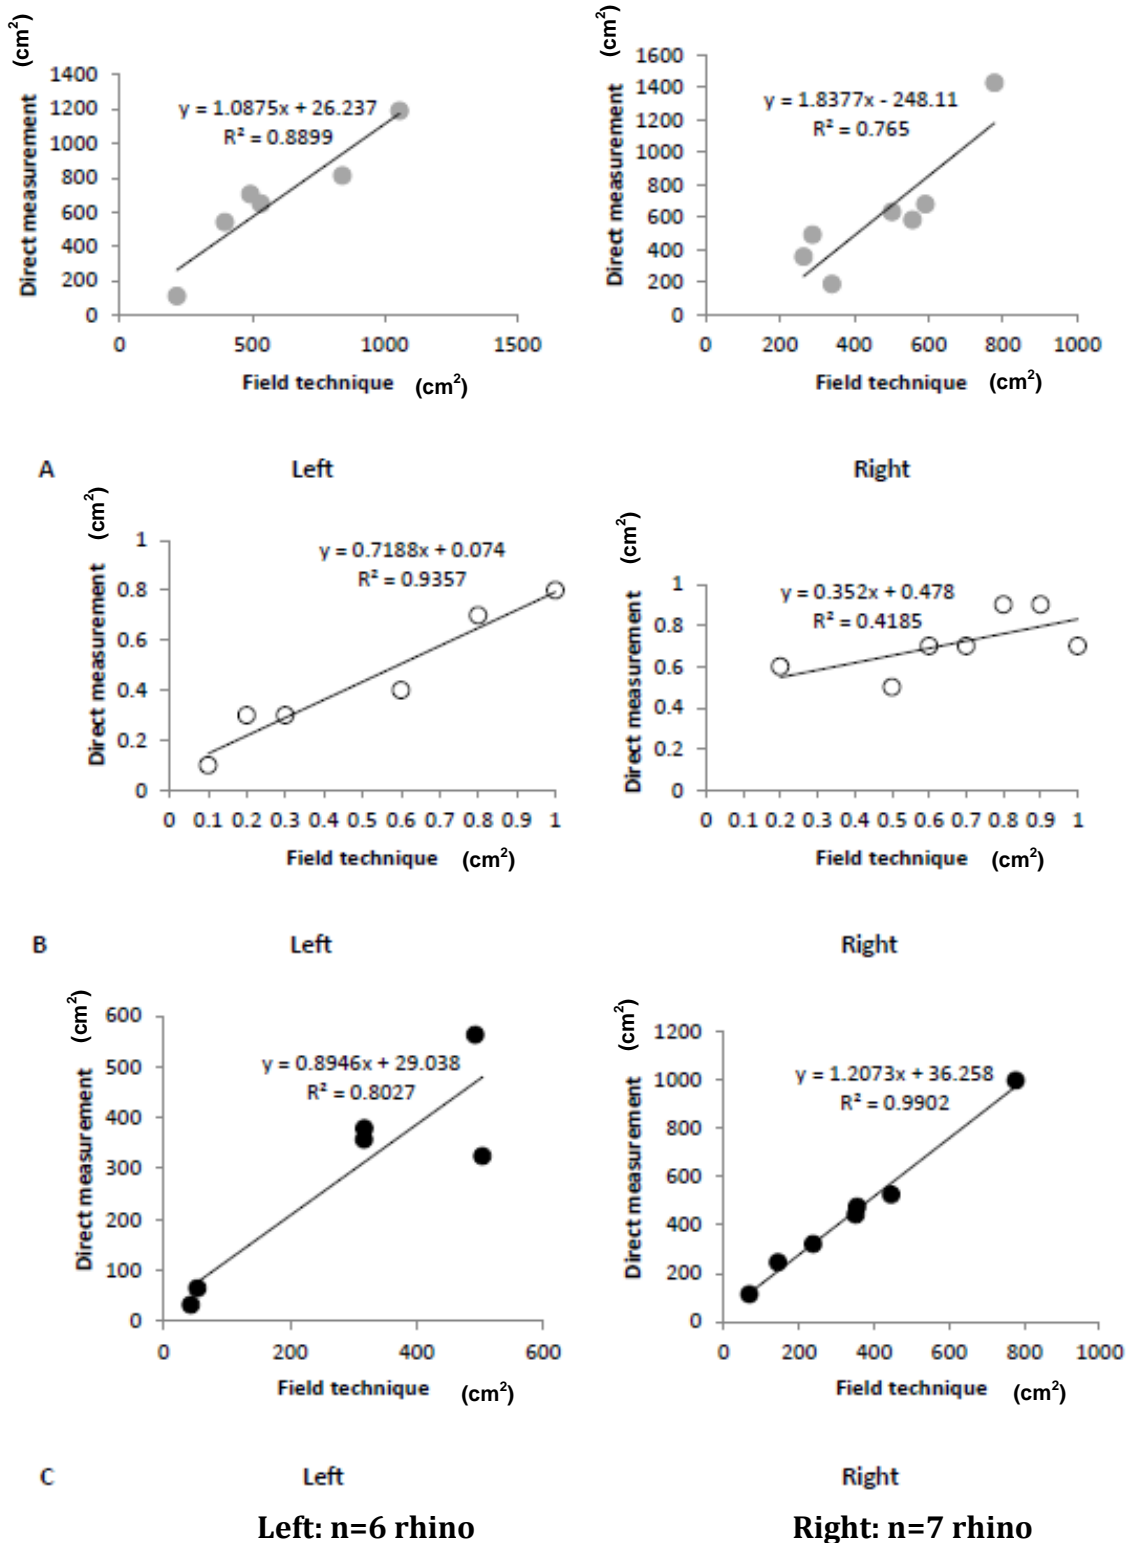 (cm²)
1400
1200
1000
800
600
400
200
0
Direct measurement
y = 1.0875x + 26.237
R² = 0.8899
0 500 1000 1500
Field technique (cm²)
(cm²)
1600
1400
1200
1000
800
600
400
200
0
Direct measurement
y = 1.8377x - 248.11
R² = 0.765
0 200 400 600 800 1000
Field technique (cm²)
A Left Right
(cm²)
1
0.8
0.6
0.4
0.2
0
Direct measurement
y = 0.7188x + 0.074
R² = 0.9357
0 0.1 0.2 0.3 0.4 0.5 0.6 0.7 0.8 0.9 1
Field technique (cm²)
(cm²)
1
0.8
0.6
0.4
0.2
0
Direct measurement
y = 0.352x + 0.478
R² = 0.4185
0 0.1 0.2 0.3 0.4 0.5 0.6 0.7 0.8 0.9 1
Field technique (cm²)
B Left Right
(cm²)
600
500
400
300
200
100
0
Direct measurement
y = 0.8946x + 29.038
R² = 0.8027
0 200 400 600
Field technique (cm²)
(cm²)
1200
1000
800
600
400
200
0
Direct measurement
y = 1.2073x + 36.258
R² = 0.9902
0 200 400 600 800 1000
Field technique (cm²)
C Left Right
Left: n=6 rhino Right: n=7 rhino